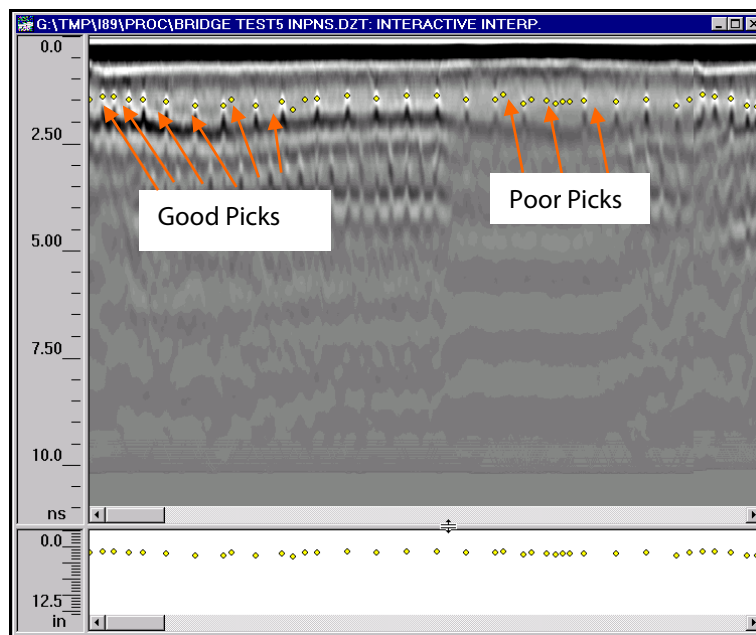 G:\TMP\I89\PROC\BRIDGE TEST5 INPNS.DZT: INTERACTIVE INTERP.
0.0
2.50
5.00
7.50
10.0
ns
Good Picks
Poor Picks
0.0
12.5
in